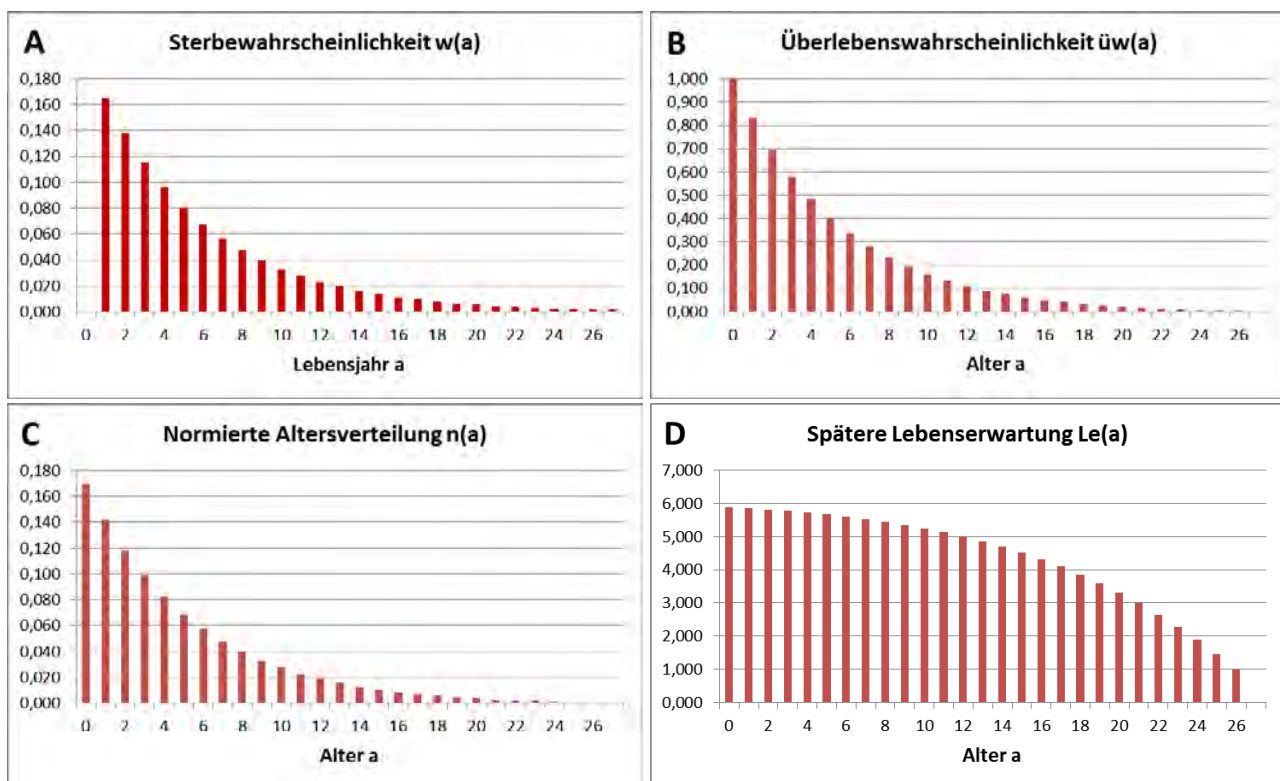 A
Sterbewahrscheinlichkeit w(a)
0,180
0,160
0,140
0,120
0,100
0,080
0,060
0,040
0,020
0,000
0 2 4 6 8 10 12 14 16 18 20 22 24 26
Lebensjahr a
B
Überlebenswahrscheinlichkeit üw(a)
1,000
0,900
0,800
0,700
0,600
0,500
0,400
0,300
0,200
0,100
0,000
0 2 4 6 8 10 12 14 16 18 20 22 24 26
Alter a
C
Normierte Altersverteilung n(a)
0,180
0,160
0,140
0,120
0,100
0,080
0,060
0,040
0,020
0,000
0 2 4 6 8 10 12 14 16 18 20 22 24 26
Alter a
D
Spätere Lebenserwartung Le(a)
7,000
6,000
5,000
4,000
3,000
2,000
1,000
0,000
0 2 4 6 8 10 12 14 16 18 20 22 24 26
Alter a